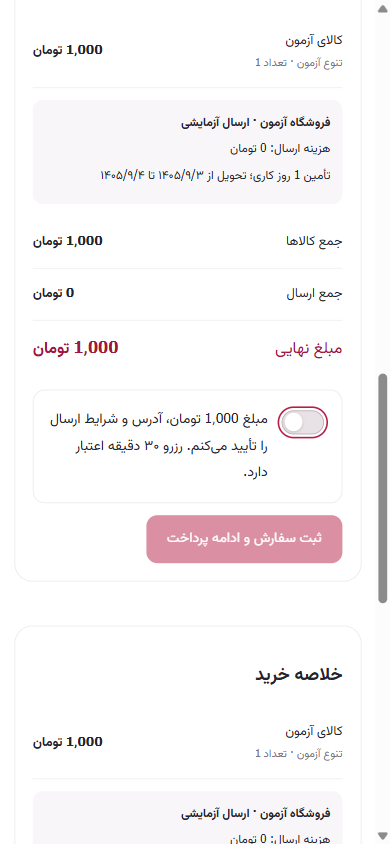 کالای آزمون
1,000 تومان
تنوع آزمون · تعداد 1
فروشگاه آزمون · ارسال آزمایشی
هزینه ارسال: 0 تومان
تأمین 1 روز کاری؛ تحویل از ۱۴۰۵/۹/۳ تا ۱۴۰۵/۹/۴
جمع کالاها
1,000 تومان
جمع ارسال
0 تومان
مبلغ نهایی
1,000 تومان
مبلغ 1,000 تومان، آدرس و شرایط ارسال
را تأیید می‌کنم. رزرو ۳۰ دقیقه اعتبار
دارد.
ثبت سفارش و ادامه پرداخت
خلاصه خرید
کالای آزمون
1,000 تومان
تنوع آزمون · تعداد 1
فروشگاه آزمون · ارسال آزمایشی
هزینه ارسال: 0 تومان